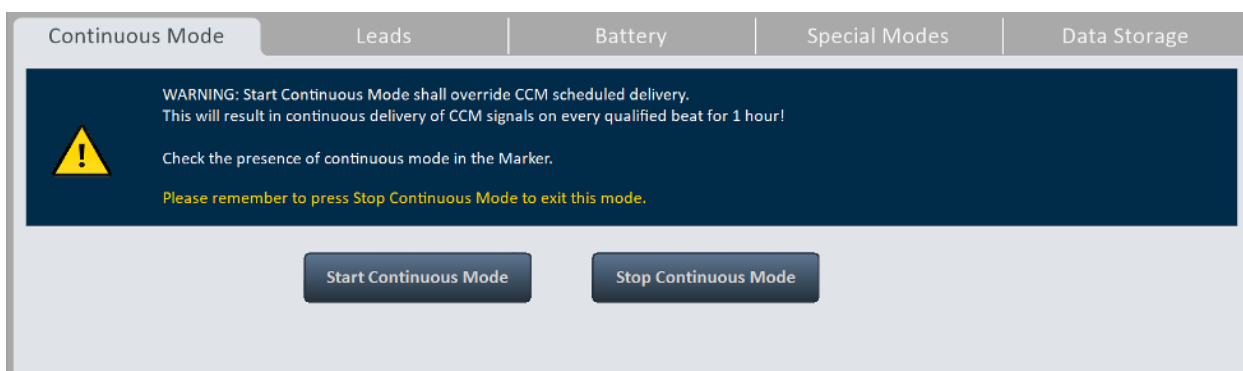 Continuous Mode
Leads
Battery
Special Modes
Data Storage
WARNING: Start Continuous Mode shall override CCM scheduled delivery.
This will result in continuous delivery of CCM signals on every qualified beat for 1 hour!
Check the presence of continuous mode in the Marker.
Please remember to press Stop Continuous Mode to exit this mode.
Start Continuous Mode
Stop Continuous Mode